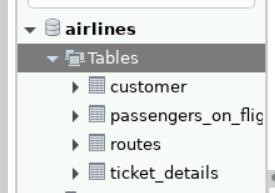 airlines
Tables
customer
passengers_on_flig
routes
ticket_details